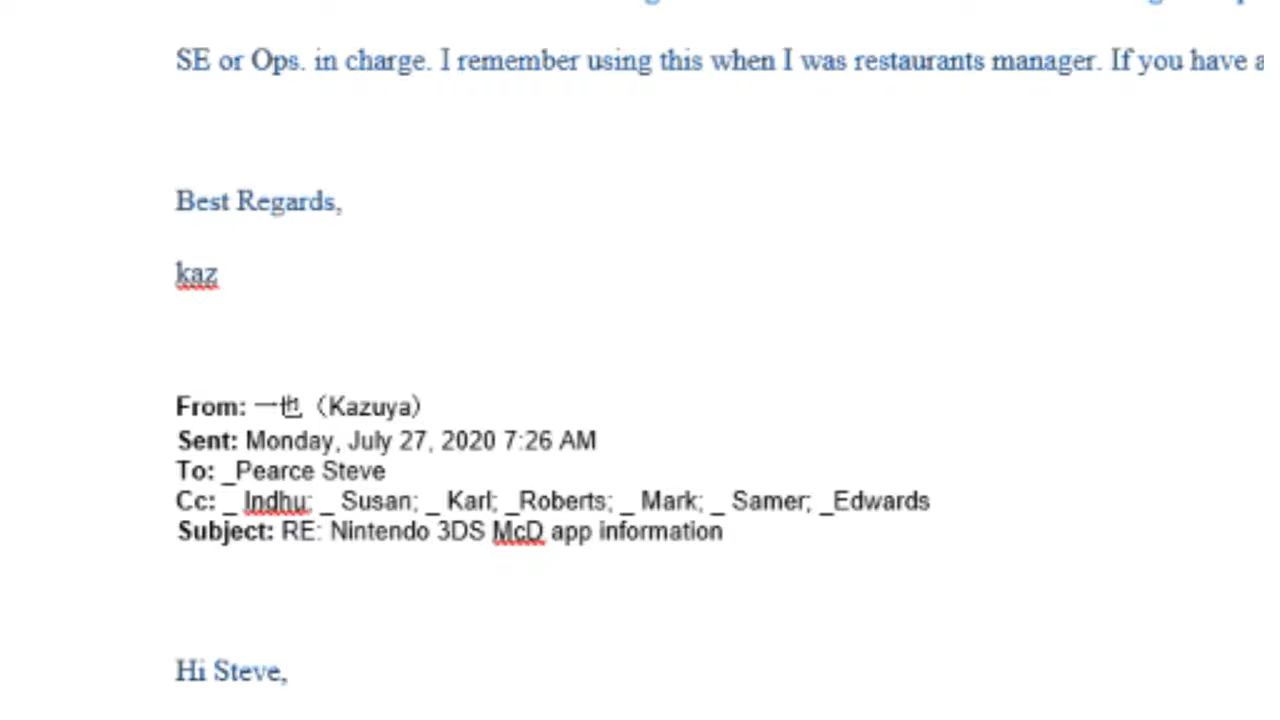 SE or Ops. in charge. I remember using this when I was restaurants manager. If you have
Best Regards,
kaz
From: 一也（Kazuya）
Sent: Monday, July 27, 2020 7:26 AM
To: _Pearce Steve
Cc: _ Indhu; _ Susan; _ Karl; _Roberts; _ Mark; _ Samer; _Edwards
Subject: RE: Nintendo 3DS McD app information
Hi Steve,